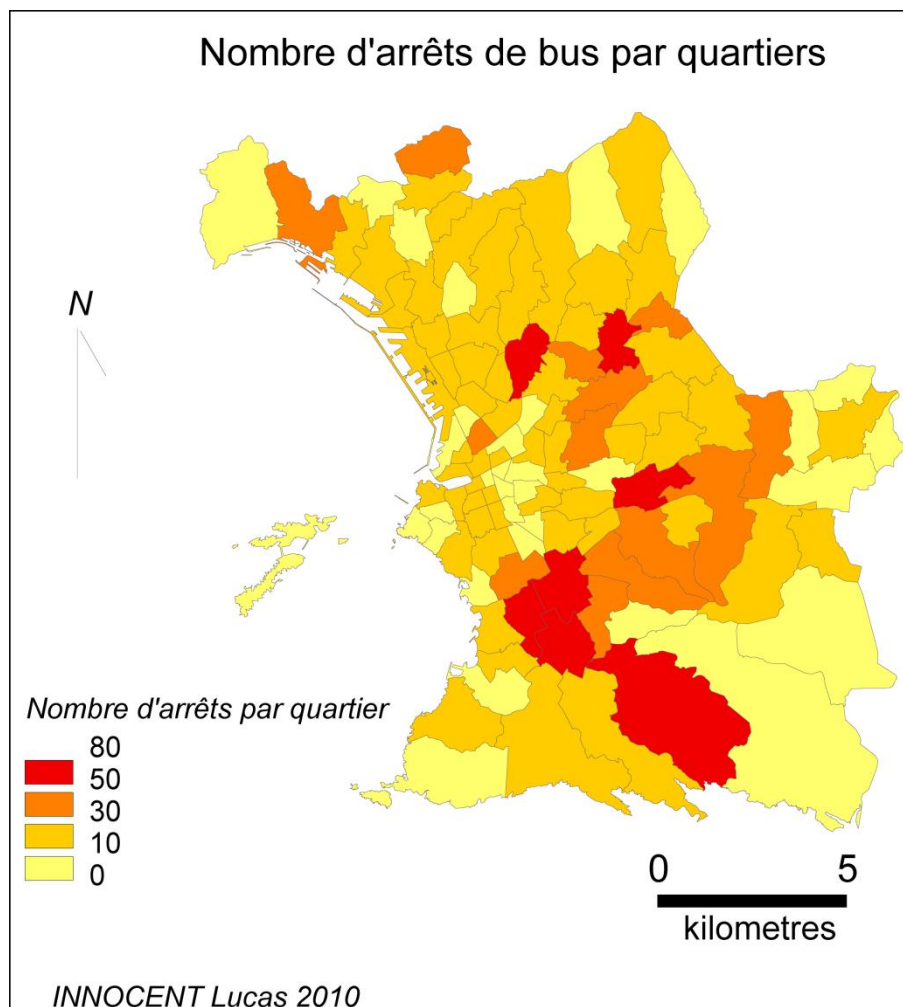 Nombre d'arrêts de bus par quartiers
N
Nombre d'arrêts par quartier
80
50
30
10
0
0 5
kilometres
INNOCENT Lucas 2010